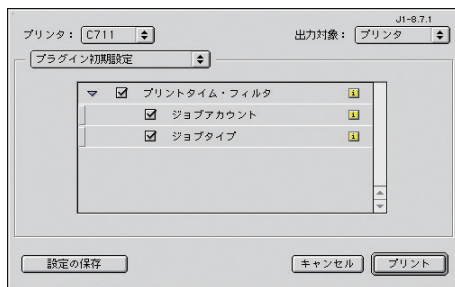 J1-8.7.1
プリンタ： C711 出力対象： プリンタ
プラグイン初期設定
プリントタイム・フィルタ
ジョブアカウント
ジョブタイプ
設定の保存 キャンセル プリント